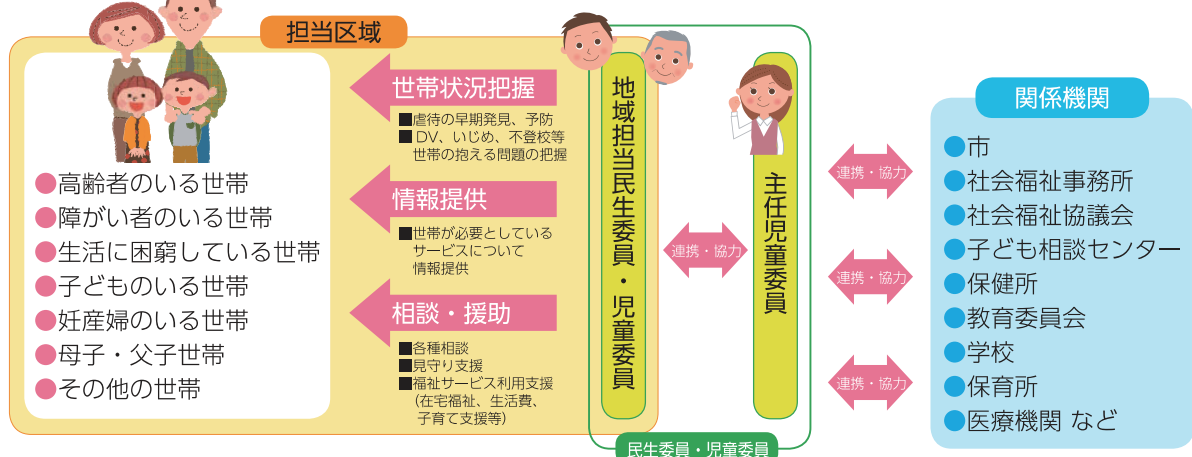 担当区域
●高齢者のいる世帯
●障がい者のいる世帯
●生活に困窮している世帯
●子どものいる世帯
●妊産婦のいる世帯
●母子・父子世帯
●その他の世帯
世帯状況把握
■虐待の早期発見、予防
■DV、いじめ、不登校等
世帯の抱える問題の把握
情報提供
■世帯が必要としている
サービスについて
情報提供
相談・援助
■各種相談
■見守り支援
■福祉サービス利用支援
(在宅福祉、生活費、
子育て支援等)
地域担当民生委員・児童委員
連携・協力
主任児童委員
民生委員・児童委員
連携・協力
連携・協力
連携・協力
関係機関
●市
●社会福祉事務所
●社会福祉協議会
●子ども相談センター
●保健所
●教育委員会
●学校
●保育所
●医療機関 など